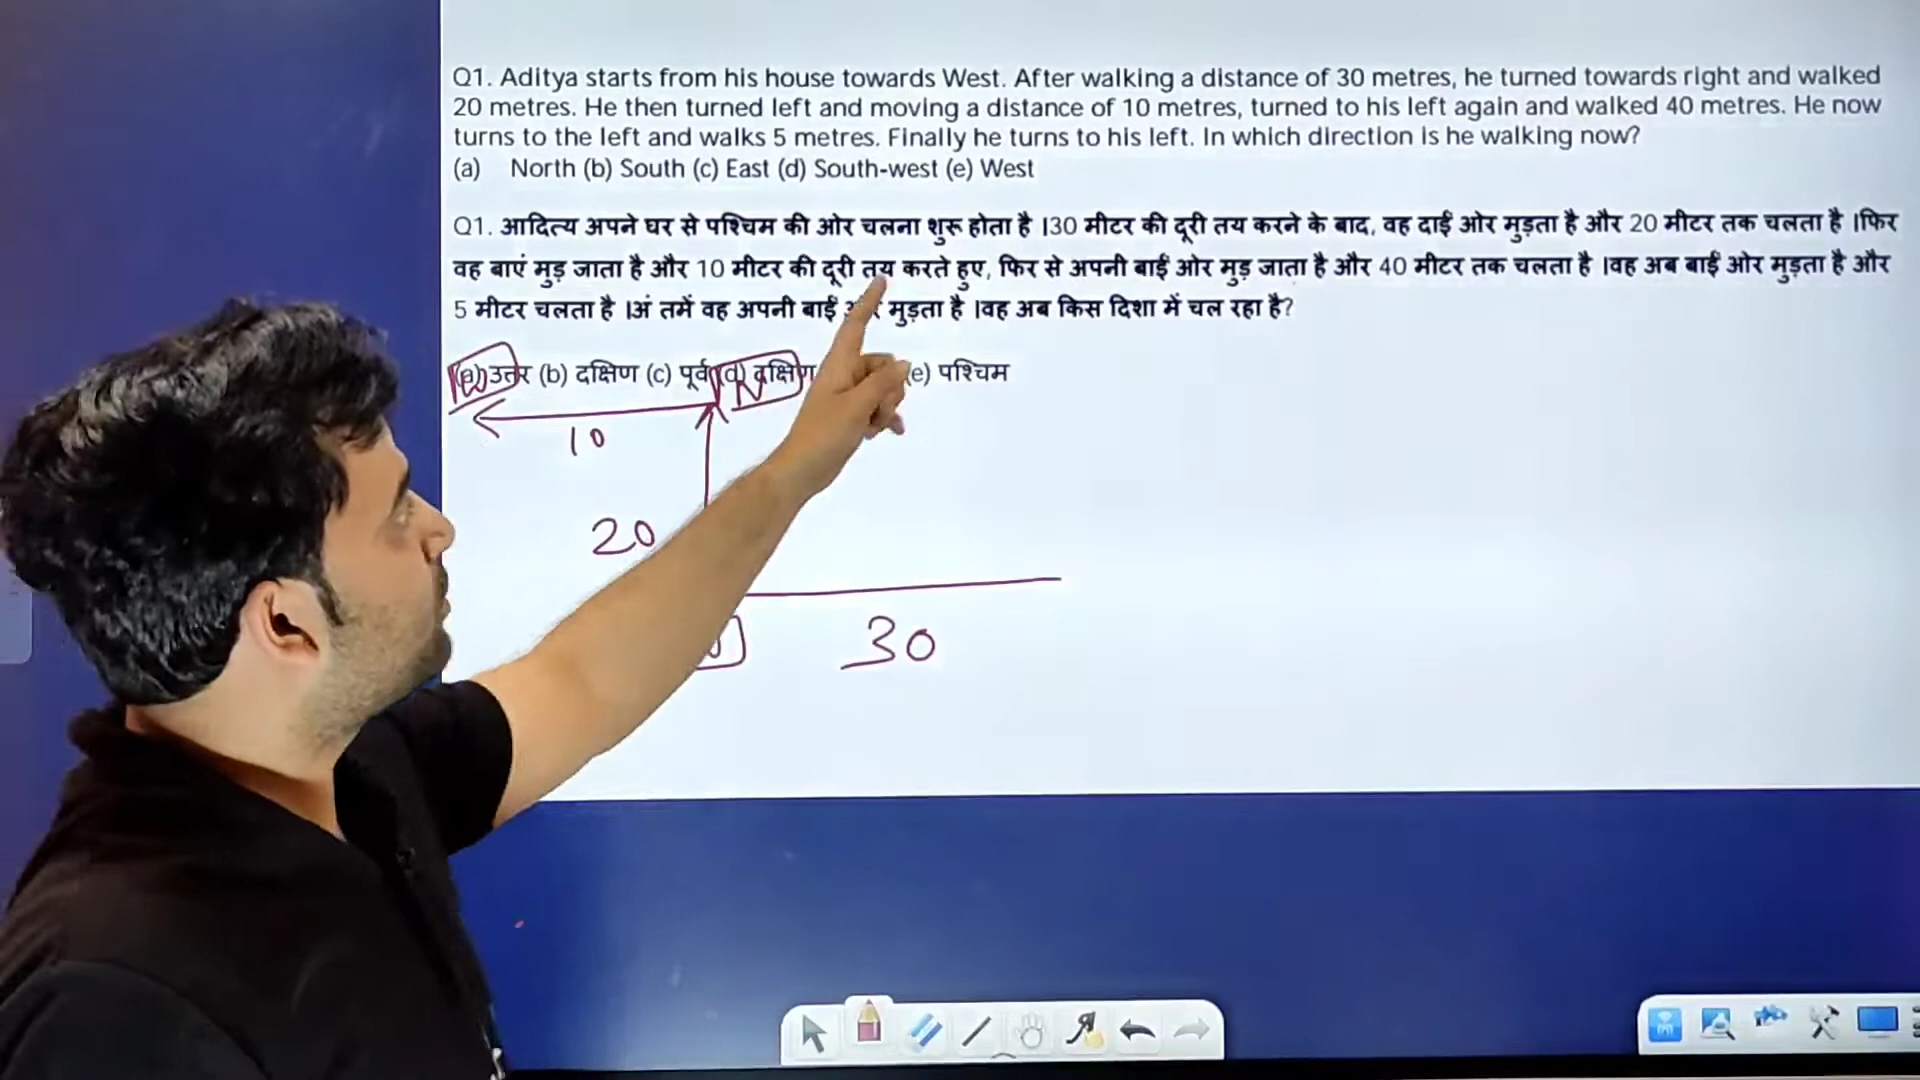 Q1. Aditya starts from his house towards West. After walking a distance of 30 metres, he turned towards right and walked
20 metres. He then turned left and moving a distance of 10 metres, turned to his left again and walked 40 metres. He now
turns to the left and walks 5 metres. Finally he turns to his left. In which direction is he walking now?
(a) North (b) South (c) East (d) South-west (e) West
Q1. आदित्य अपने घर से पश्चिम की ओर चलना शुरू होता है ।30 मीटर की दूरी तय करने के बाद, वह दाईं ओर मुड़ता है और 20 मीटर तक चलता है ।फिर
वह बाएं मुड़ जाता है और 10 मीटर की दूरी तय करते हुए, फिर से अपनी बाईं ओर मुड़ जाता है और 40 मीटर तक चलता है ।वह अब बाईं ओर मुड़ता है और
5 मीटर चलता है ।अं तमें वह अपनी बाईं मुड़ता है ।वह अब किस दिशा में चल रहा है?
(a) उत्तर (b) दक्षिण (c) पूर्व (d) दक्षिण (e) पश्चिम
N
10
20
30